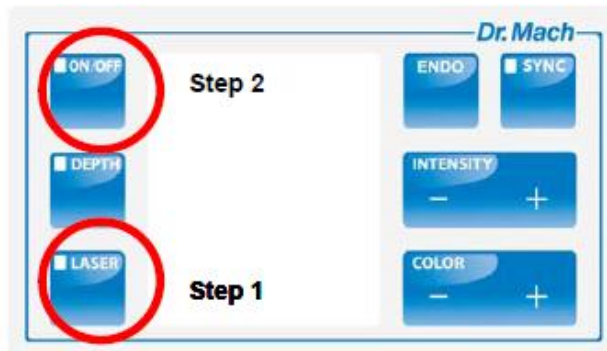 Dr. Mach
ON/OFF
Step 2
ENDO
SYNC
DEPTH
INTENSITY
- +
LASER
Step 1
COLOR
- +